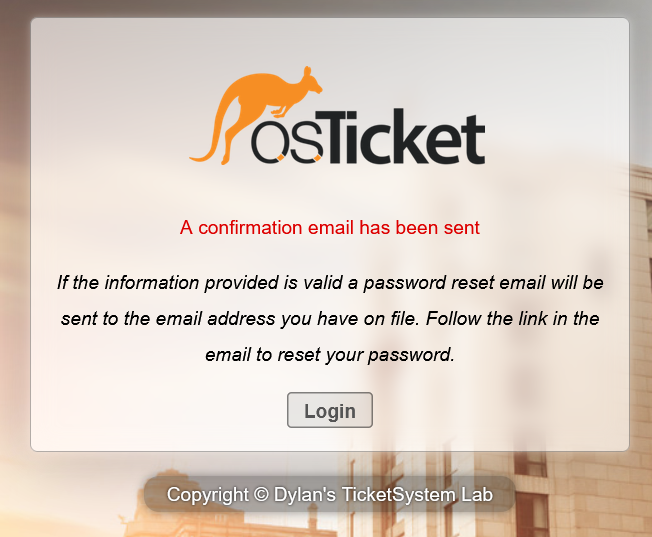 osTicket
A confirmation email has been sent
If the information provided is valid a password reset email will be
sent to the email address you have on file. Follow the link in the
email to reset your password.
Login
Copyright © Dylan's TicketSystem Lab